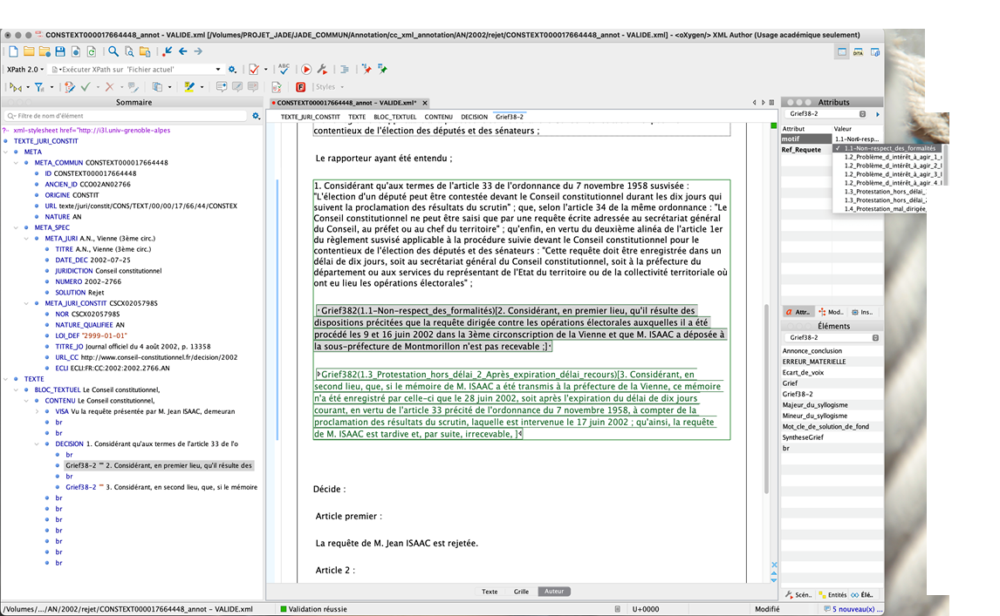 CONSTEXT000017664448_annot - VALIDE.xml [/Volumes/PROJET_JADE/JADE_COMMUN/Annotation/cc_xml_annotation/AN/2002/rejet/CONSTEXT000017664448_annot - VALIDE.xml] - <oXygen/> XML Author (Usage académique seulement)
DITA
XPath 2.0
Exécuter XPath sur 'Fichier actuel'
ABC
F
Styles
Sommaire
Filtre de nom d'élément
?- xml-stylesheet href="http://i3l.univ-grenoble-alpes
TEXTE_JURI_CONSTIT
META
META_COMMUN CONSTEXT000017664448
ID CONSTEXT000017664448
ANCIEN_ID CC002AN02766
ORIGINE CONSTIT
URL texte/juri/constit/CONS/TEXT/00/00/17/66/44/CONSTEX
NATURE AN
META_SPEC
META_JURI A.N., Vienne (3ème circ.)
TITRE A.N., Vienne (3ème circ.)
DATE_DEC 2002-07-25
JURIDICTION Conseil constitutionnel
NUMERO 2002-2766
SOLUTION Rejet
META_JURI_CONSTIT CSCX0205798S
NOR CSCX0205798S
NATURE_QUALIFIEE AN
LOI_DEF "2999-01-01"
TITRE_JO Journal officiel du 4 août 2002, p. 13358
URL_CC http://www.conseil-constitutionnel.fr/decision/2002
ECLI ECLI:FR:CC:2002:2002.2766.AN
TEXTE
BLOC_TEXTUEL Le Conseil constitutionnel,
CONTENU Le Conseil constitutionnel,
VISA Vu la requête présentée par M. Jean ISAAC, demeuran
br
br
DECISION 1. Considérant qu'aux termes de l'article 33 de l'o
br
Grief38-2 "" 2. Considérant, en premier lieu, qu'il résulte des
br
Grief38-2 "" 3. Considérant, en second lieu, que, si le mémoire
br
br
br
br
br
br
br
CONSTEXT000017664448_annot - VALIDE.xml*
TEXTE_JURI_CONSTIT TEXTE BLOC_TEXTUEL CONTENU DECISION Grief38-2
contentieux de l'élection des députés et des sénateurs ;
Le rapporteur ayant été entendu ;
1. Considérant qu'aux termes de l'article 33 de l'ordonnance du 7 novembre 1958 susvisée :
"L'élection d'un député peut être contestée devant le Conseil constitutionnel durant les dix jours qui
suivent la proclamation des résultats du scrutin" ; que, selon l'article 34 de la même ordonnance : "Le
Conseil constitutionnel ne peut être saisi que par une requête écrite adressée au secrétariat général
du Conseil, au préfet ou au chef du territoire" ; qu'enfin, en vertu du deuxième alinéa de l'article 1er
du règlement susvisé applicable à la procédure suivie devant le Conseil constitutionnel pour le
contentieux de l'élection des députés et des sénateurs : "Cette requête doit être enregistrée dans un
délai de dix jours, soit au secrétariat général du Conseil constitutionnel, soit à la préfecture du
département ou aux services du représentant de l'Etat du territoire ou de la collectivité territoriale où
ont eu lieu les opérations électorales" ;
Grief382(1.1-Non-respect_des_formalités)[2. Considérant, en premier lieu, qu'il résulte des
dispositions précitées que la requête dirigée contre les opérations électorales auxquelles il a été
procédé les 9 et 16 juin 2002 dans la 3ème circonscription de la Vienne et que M. ISAAC a déposée à
la sous-préfecture de Montmorillon n'est pas recevable ;]
Grief382(1.3_Protestation_hors_délai_2_Après_expiration_délai_recours)[3. Considérant, en
second lieu, que, si le mémoire de M. ISAAC a été transmis à la préfecture de la Vienne, ce mémoire
n'a été enregistré par celle-ci que le 28 juin 2002, soit après l'expiration du délai de dix jours
courant, en vertu de l'article 33 précité de l'ordonnance du 7 novembre 1958, à compter de la
proclamation des résultats du scrutin, laquelle est intervenue le 17 juin 2002 ; qu'ainsi, la requête
de M. ISAAC est tardive et, par suite, irrecevable, ]
Décide :
Article premier :
La requête de M. Jean ISAAC est rejetée.
Article 2 :
Texte Grille Auteur
Attributs
Grief38-2
Attribut Valeur
motif 1.1-Non-resp...
Ref_Requete
✓ 1.1-Non-respect_des_formalités
1.2_Problème_d_intérêt_à_agir_1_
1.2_Problème_d_intérêt_à_agir_2_
1.2_Problème_d_intérêt_à_agir_3_
1.2_Problème_d_intérêt_à_agir_4_
1.3_Protestation_hors_délai_
1.3_Protestation_hors_délai_2
1.4_Protestation_mal_dirigée_
Attr.. Mod.. Ins..
Éléments
Grief38-2
Annonce_conclusion
ERREUR_MATERIELLE
Ecart_de_voix
Grief
Grief38-2
Majeur_du_syllogisme
Mineur_du_syllogisme
Mot_cle_de_solution_de_fond
SyntheseGrief
br
Scén.. Entités Élé..
/Volumes/.../AN/2002/rejet/CONSTEXT000017664448_annot - VALIDE.xml
Validation réussie
U+0000
Modifié
5 nouveau(x) ...